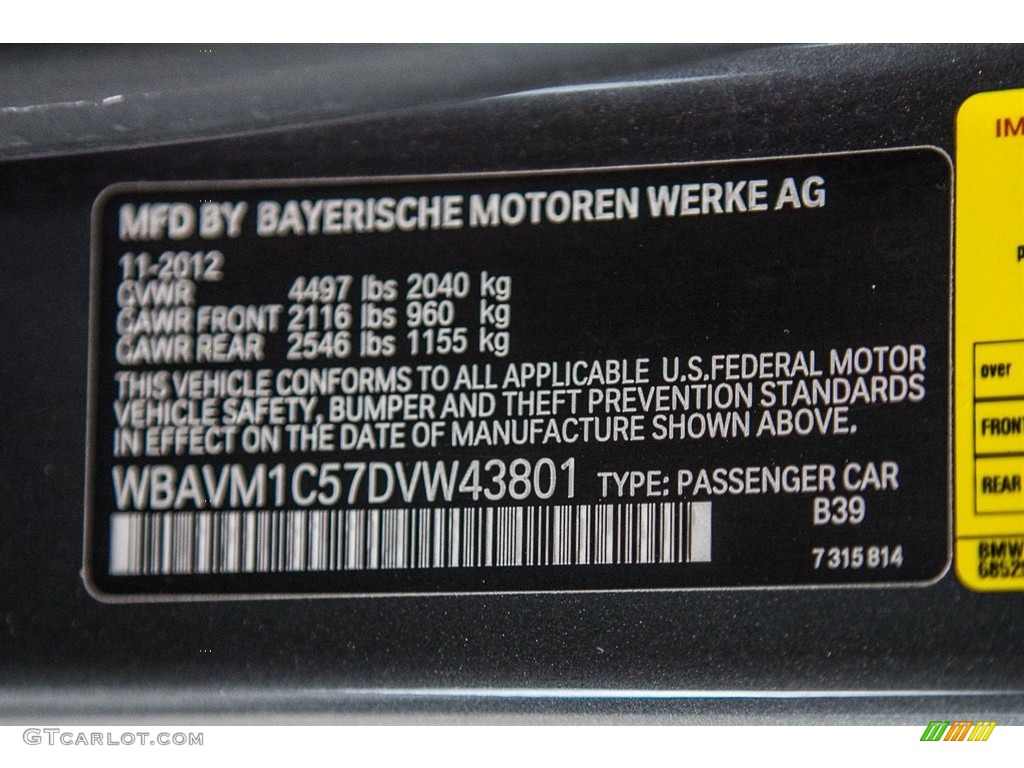 MFD BY BAYERISCHE MOTOREN WERKE AG
11-2012
GVWR 4497 lbs 2040 kg
GAWR FRONT 2116 lbs 960 kg
GAWR REAR 2546 lbs 1155 kg
THIS VEHICLE CONFORMS TO ALL APPLICABLE U.S.FEDERAL MOTOR
VEHICLE SAFETY, BUMPER AND THEFT PREVENTION STANDARDS
IN EFFECT ON THE DATE OF MANUFACTURE SHOWN ABOVE.
WBAVM1C57DVW43801 TYPE: PASSENGER CAR
B39
7315814
IM
over
FRONT
REAR
BMW
6852
GTcarlot.com